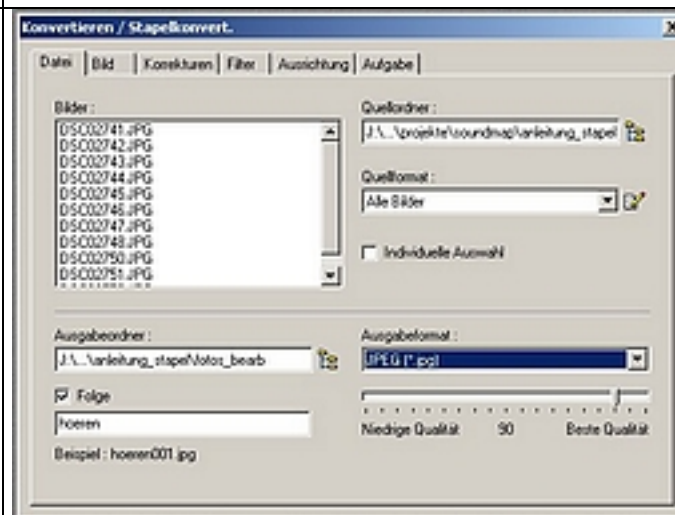 Konvertieren / Stapelkonvert.
Datei Bild Korrekturen Filter Ausrichtung Aufgabe
Bilder :
DSC02741.JPG
DSC02742.JPG
DSC02743.JPG
DSC02744.JPG
DSC02745.JPG
DSC02746.JPG
DSC02747.JPG
DSC02748.JPG
DSC02750.JPG
DSC02751.JPG
Quellordner :
J:\...\projekte\soundmap\anleitung_stapel
Quellformat :
Alle Bilder
Individuelle Auswahl
Ausgabeordner :
J:\...\anleitung_stapel\fotos_bearb
Folge
hoeren
Beispiel : hoeren001.jpg
Ausgabeformat :
JPEG (*.jpg)
Niedrige Qualität 90 Beste Qualität